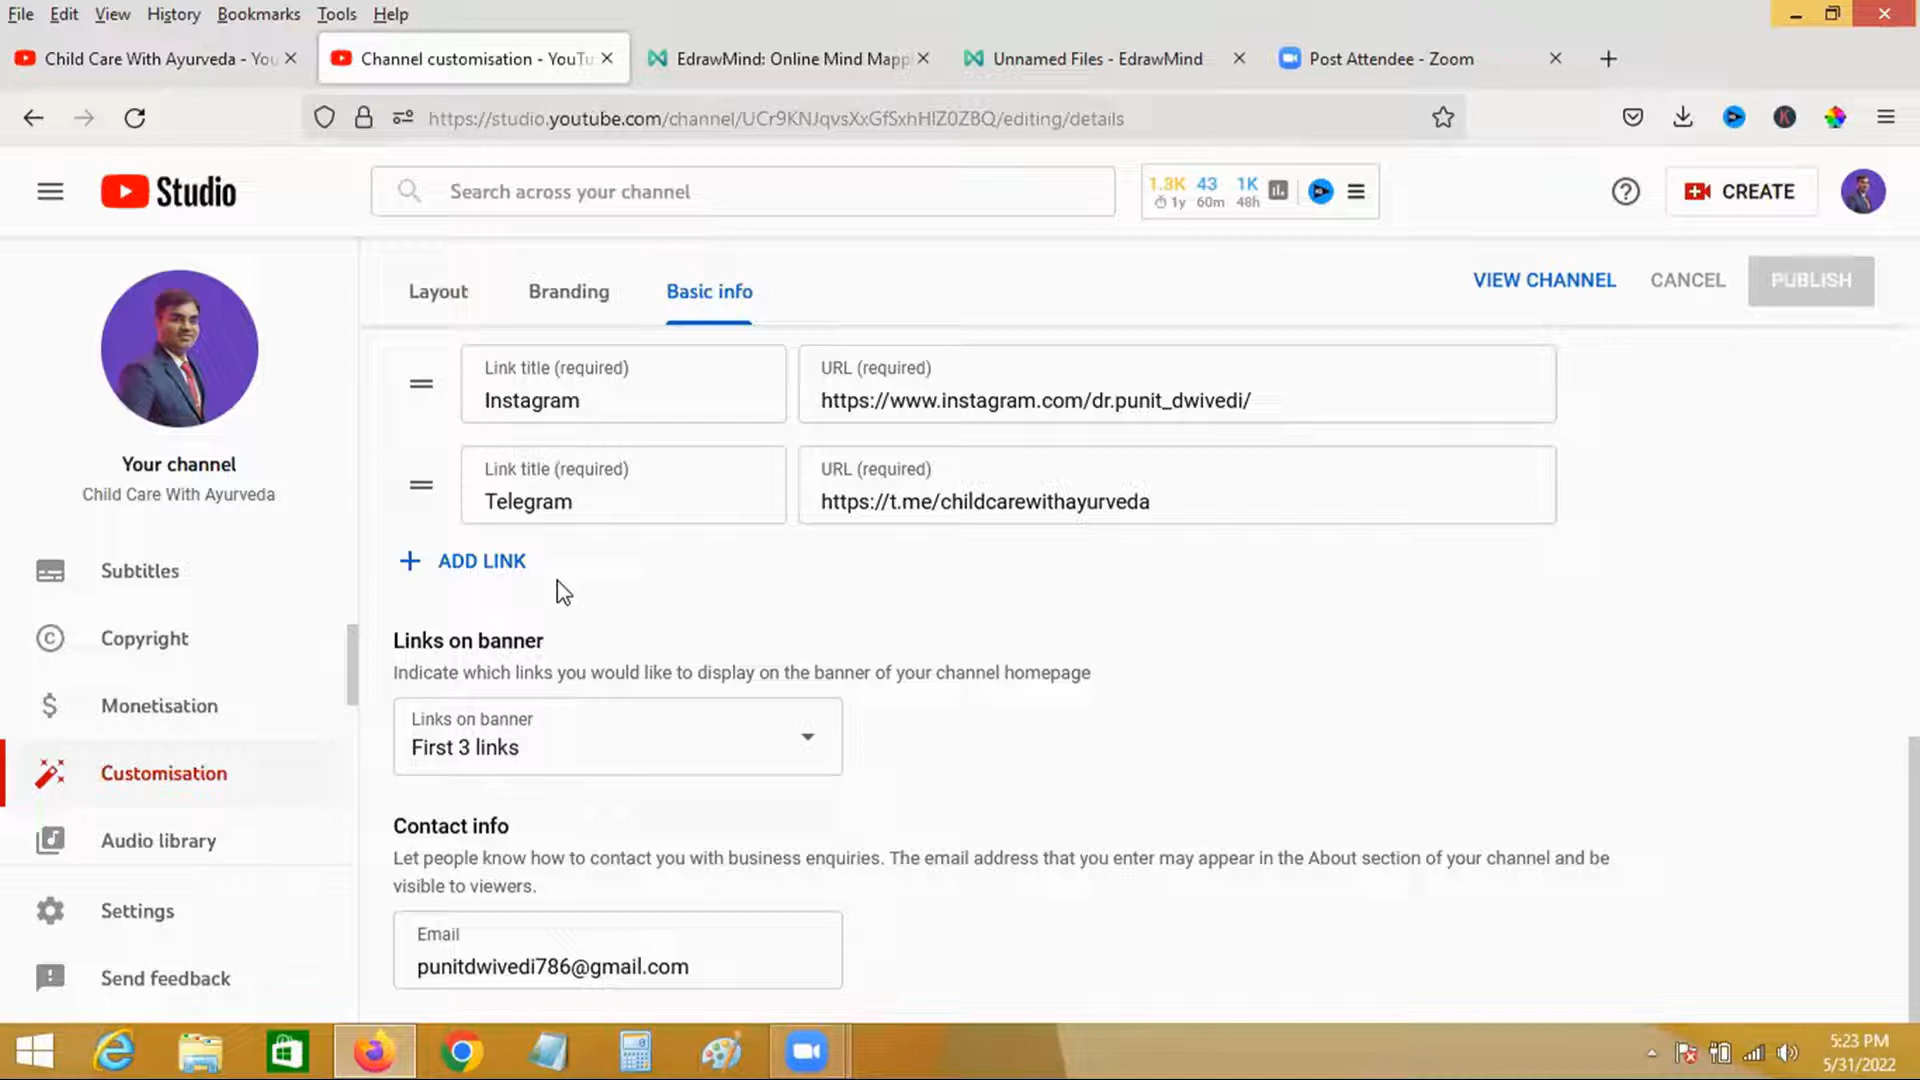 File Edit View History Bookmarks Tools Help
Child Care With Ayurveda - You
Channel customisation - YouTu
EdrawMind: Online Mind Mapp
Unnamed Files - EdrawMind
Post Attendee - Zoom
https://studio.youtube.com/channel/UCr9KNJqvsXxGfSxhHlZ0ZBQ/editing/details
Studio
Search across your channel
1.3K 43 1K
1y 60m 48h
CREATE
Layout Branding Basic info
VIEW CHANNEL CANCEL PUBLISH
Your channel
Child Care With Ayurveda
Subtitles
Copyright
Monetisation
Customisation
Audio library
Settings
Send feedback
Link title (required)
Instagram
URL (required)
https://www.instagram.com/dr.punit_dwivedi/
Link title (required)
Telegram
URL (required)
https://t.me/childcarewithayurveda
+ ADD LINK
Links on banner
Indicate which links you would like to display on the banner of your channel homepage
Links on banner
First 3 links
Contact info
Let people know how to contact you with business enquiries. The email address that you enter may appear in the About section of your channel and be
visible to viewers.
Email
punitdwivedi786@gmail.com
5:23 PM
5/31/2022